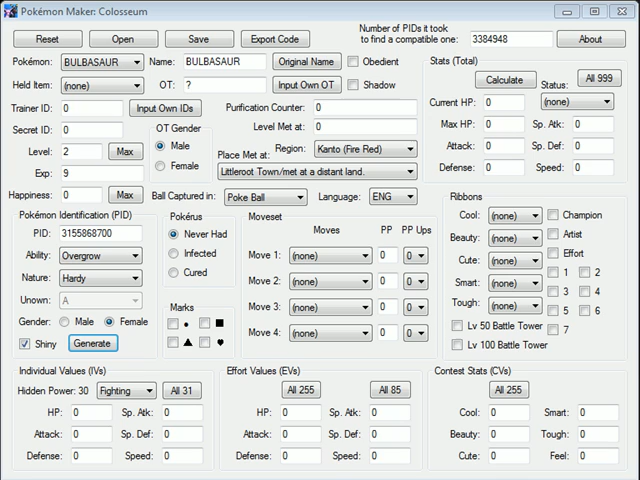 Pokémon Maker: Colosseum
Reset Open Save Export Code
Number of PIDs it took to find a compatible one: 3384948 About
Pokémon: BULBASAUR Name: BULBASAUR Original Name Obedient
Held Item: (none) OT: ? Input Own OT Shadow
Trainer ID: 0 Input Own IDs
Secret ID: 0
Level: 2 Max
Exp: 9
Happiness: 0 Max
OT Gender
Male
Female
Purification Counter: 0
Level Met at: 0
Region: Kanto (Fire Red)
Place Met at:
Littleroot Town/met at a distant land.
Ball Captured in: Poke Ball Language: ENG
Stats (Total)
Calculate Status: All 999
Current HP: 0 (none)
Max HP: 0 Sp. Atk: 0
Attack: 0 Sp. Def: 0
Defense: 0 Speed: 0
Pokémon Identification (PID)
PID: 3155868700
Ability: Overgrow
Nature: Hardy
Unown: A
Gender: Male Female
Shiny Generate
Pokérus
Never Had
Infected
Cured
Marks
Moveset
Moves PP PP Ups
Move 1: (none) 0 0
Move 2: (none) 0 0
Move 3: (none) 0 0
Move 4: (none) 0 0
Ribbons
Cool: (none) Champion
Beauty: (none) Artist
Cute: (none) Effort
Smart: (none) 1 2
3 4
Tough: (none) 5 6
Lv 50 Battle Tower 7
Lv 100 Battle Tower
Individual Values (IVs)
Hidden Power: 30 Fighting All 31
HP: 0 Sp. Atk: 0
Attack: 0 Sp. Def: 0
Defense: 0 Speed: 0
Effort Values (EVs)
All 255 All 85
HP: 0 Sp. Atk: 0
Attack: 0 Sp. Def: 0
Defense: 0 Speed: 0
Contest Stats (CVs)
All 255
Cool: 0 Smart: 0
Beauty: 0 Tough: 0
Cute: 0 Feel: 0